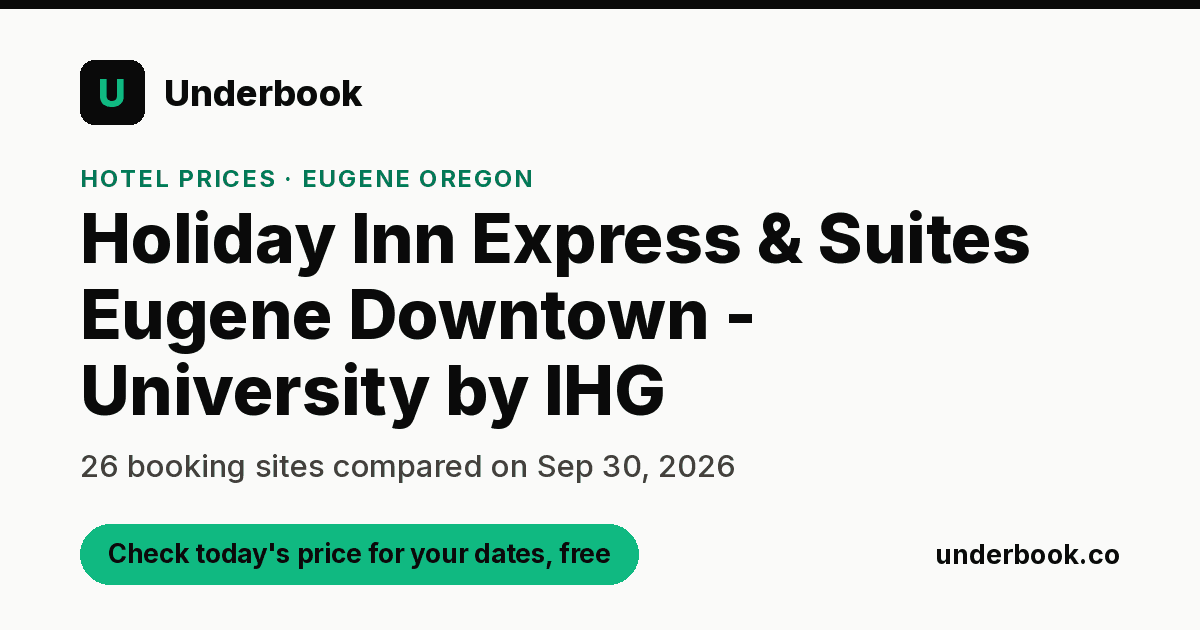 U Underbook
HOTEL PRICES · EUGENE OREGON
Holiday Inn Express & Suites
Eugene Downtown -
University by IHG
26 booking sites compared on Sep 30, 2026
Check today's price for your dates, free
underbook.co